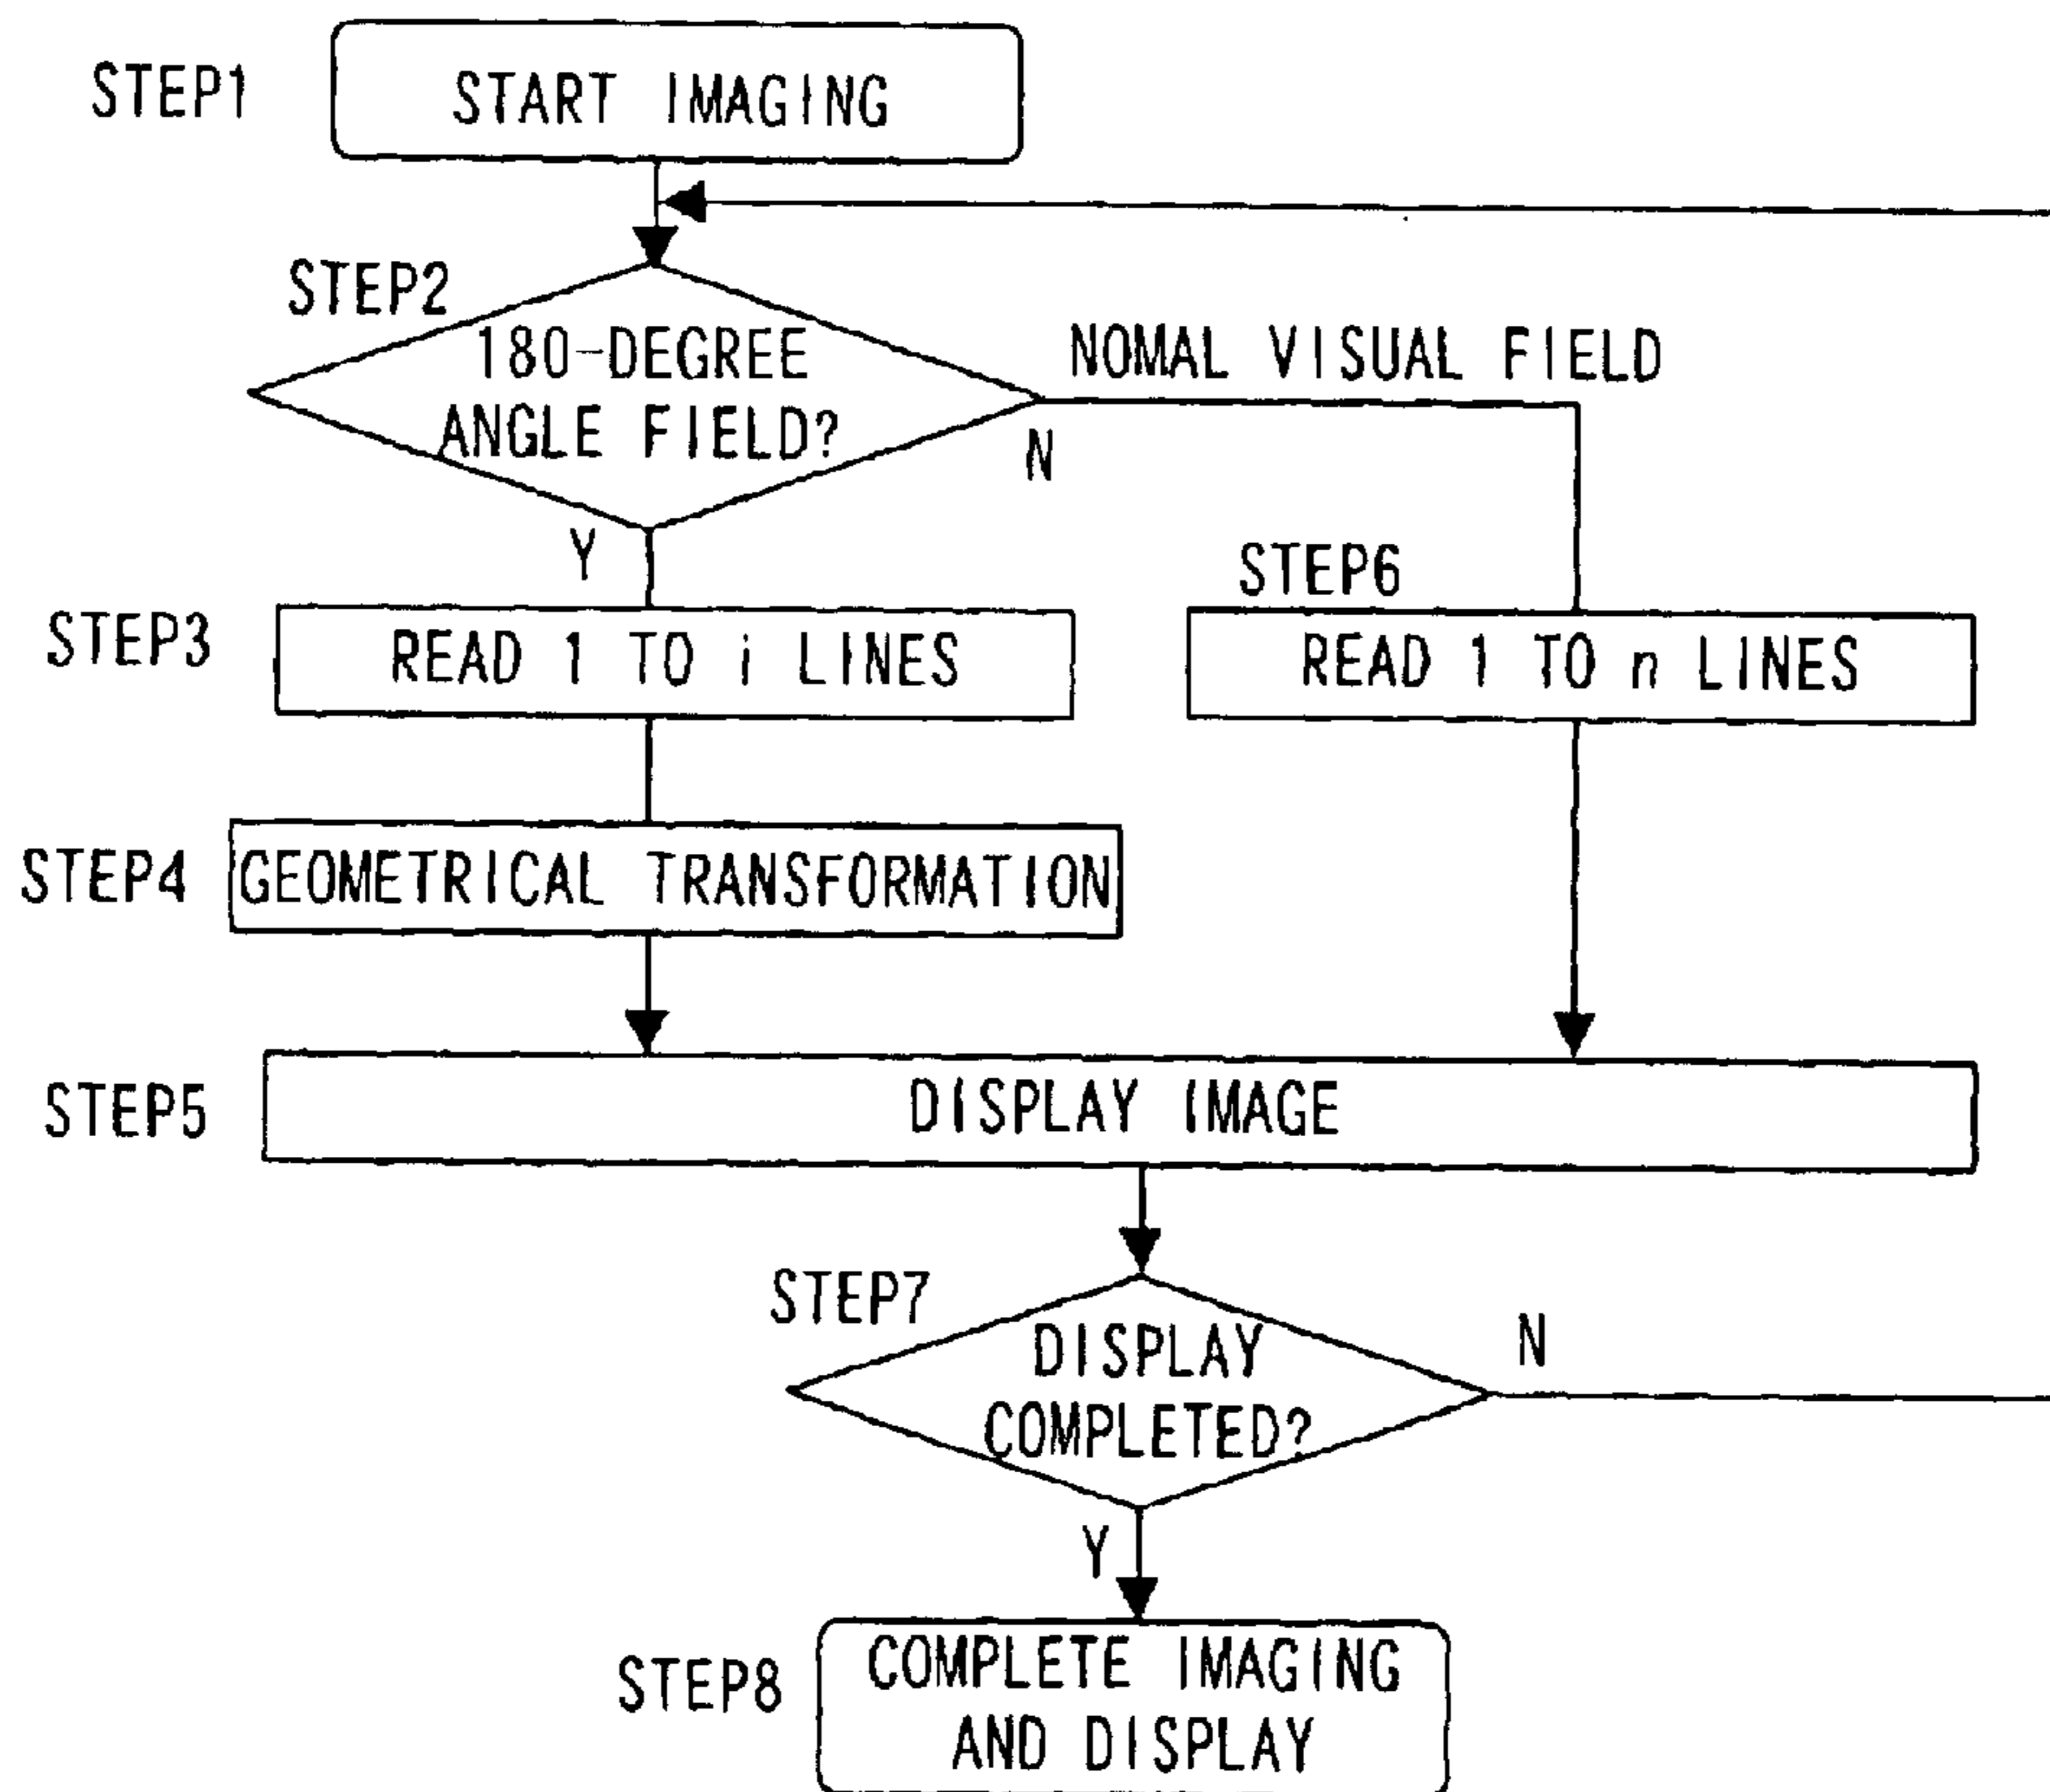 STEP1
START IMAGING
STEP2
180-DEGREE
ANGLE FIELD?
NOMAL VISUAL FIELD
N
Y
STEP3
READ 1 TO i LINES
STEP6
READ 1 TO n LINES
STEP4
GEOMETRICAL TRANSFORMATION
STEP5
DISPLAY IMAGE
STEP7
DISPLAY
COMPLETED?
N
Y
STEP8
COMPLETE IMAGING
AND DISPLAY